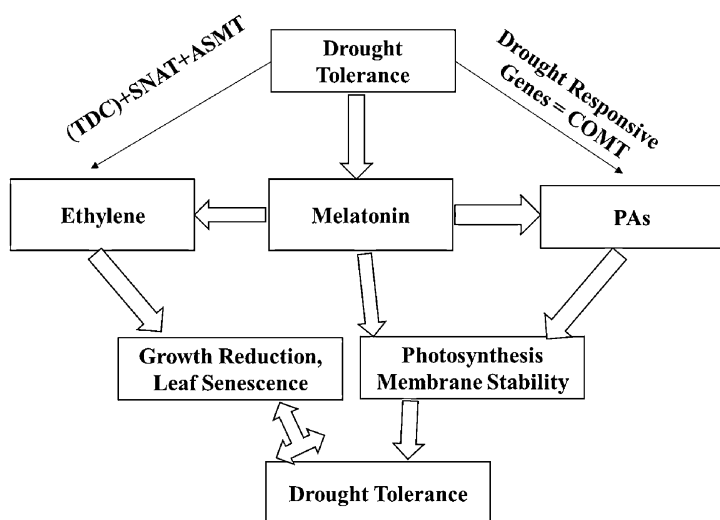 Drought
Tolerance
(TDC)+SNAT+ASMT
Drought Responsive
Genes = COMT
Ethylene
Melatonin
PAs
Growth Reduction,
Leaf Senescence
Photosynthesis
Membrane Stability
Drought Tolerance